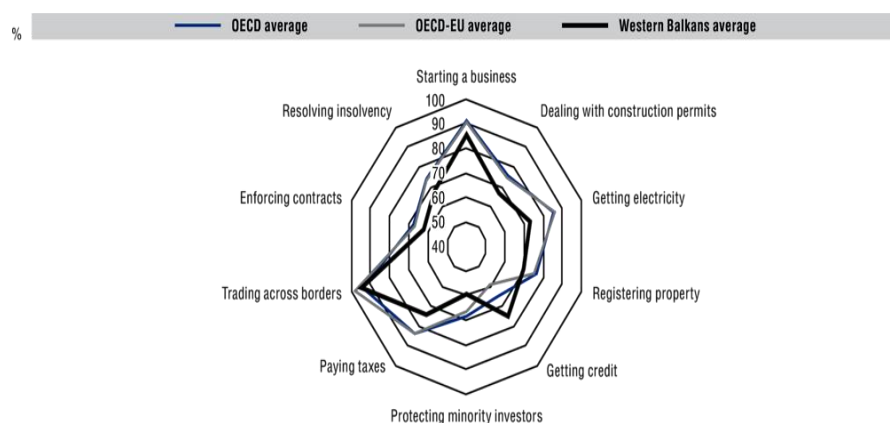 %
OECD average
OECD-EU average
Western Balkans average
Starting a business
Resolving insolvency
100
Dealing with construction permits
90
80
70
Enforcing contracts
60
Getting electricity
50
40
Trading across borders
Registering property
Paying taxes
Getting credit
Protecting minority investors